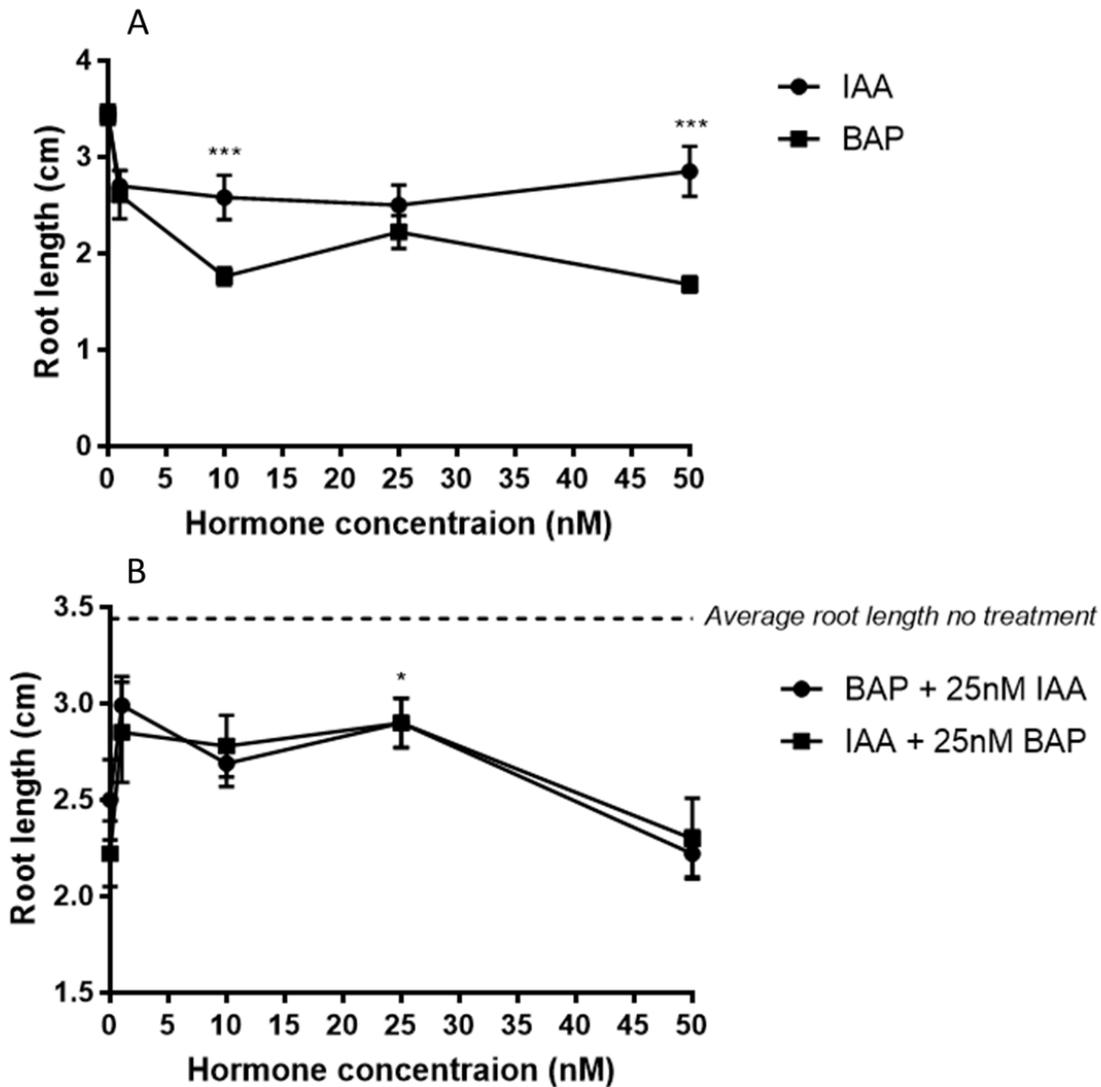 A
4
3
2
1
0
Root length (cm)
***
***
IAA
BAP
0 5 10 15 20 25 30 35 40 45 50
Hormone concentraion (nM)
B
3.5
3.0
2.5
2.0
1.5
Root length (cm)
Average root length no treatment
*
BAP + 25nM IAA
IAA + 25nM BAP
0 5 10 15 20 25 30 35 40 45 50
Hormone concentraion (nM)